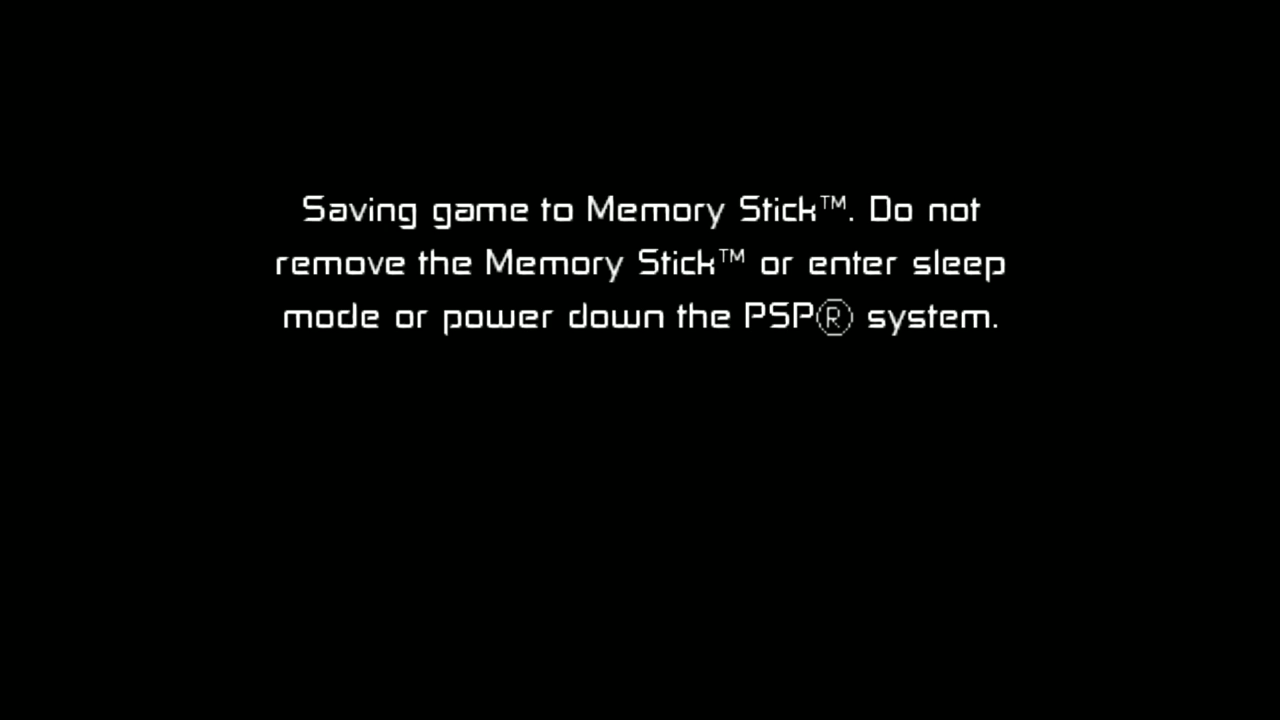 Saving game to Memory Stick™. Do not
remove the Memory Stick™ or enter sleep
mode or power down the PSP® system.